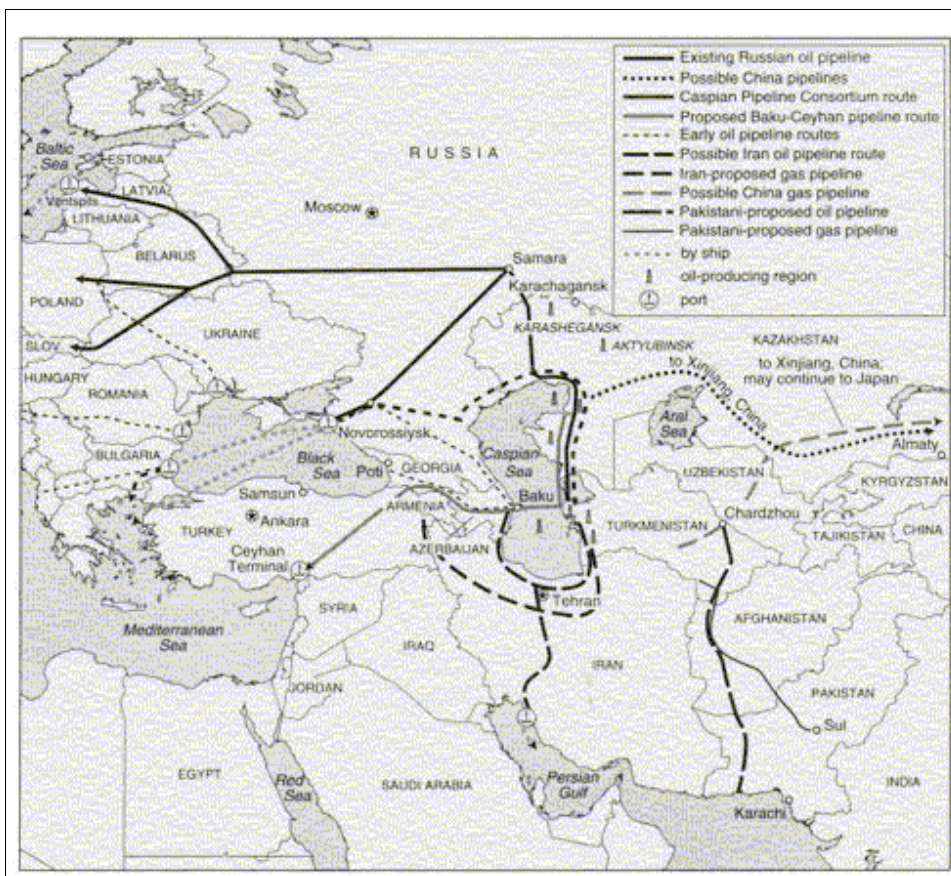 Existing Russian oil pipeline
Possible China pipelines
Caspian Pipeline Consortium route
Proposed Baku-Ceyhan pipeline route
Early oil pipeline routes
Possible Iran oil pipeline route
Iran-proposed gas pipeline
Possible China gas pipeline
Pakistani-proposed oil pipeline
Pakistani-proposed gas pipeline
by ship
oil-producing region
port
RUSSIA
Baltic
Sea
ESTONIA
LATVIA
Ventspils
LITHUANIA
Moscow
BELARUS
Samara
Karachagansk
POLAND
KARASHEGANSK
UKRAINE
AKTYUBINSK
KAZAKHSTAN
SLOV.
to Xinjiang, China;
may continue to Japan
to Xinjiang, China
HUNGARY
ROMANIA
Aral
Sea
Novorossiysk
Almaty
BULGARIA
Black
Sea
Poti
GEORGIA
Caspian
Sea
UZBEKISTAN
KYRGYZSTAN
Samsun
Baku
ARMENIA
Ankara
TURKEY
Chardzhou
TURKMENISTAN
CHINA
TAJIKISTAN
AZERBAIJAN
Ceyhan
Terminal
Tehran
SYRIA
AFGHANISTAN
Mediterranean
Sea
IRAQ
IRAN
JORDAN
PAKISTAN
Sul
EGYPT
Red
Sea
SAUDI ARABIA
Persian
Gulf
INDIA
Karachi